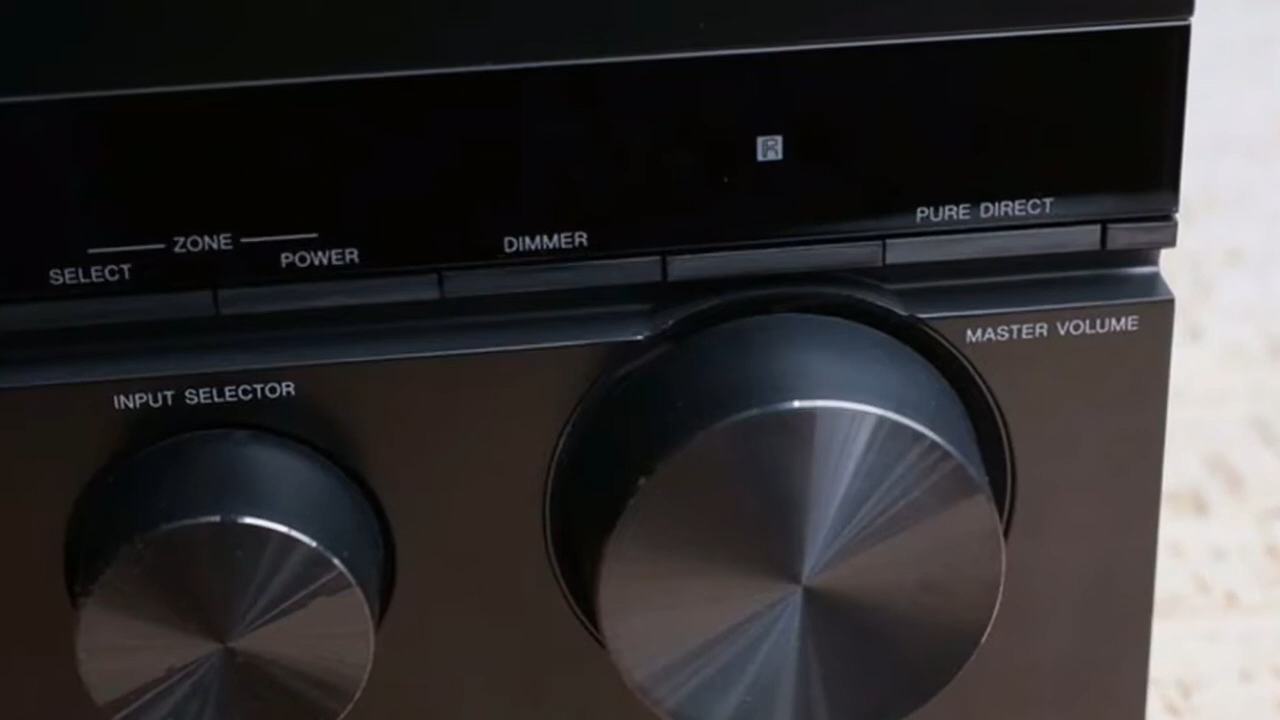 R
PURE DIRECT
ZONE
DIMMER
SELECT
POWER
MASTER VOLUME
INPUT SELECTOR